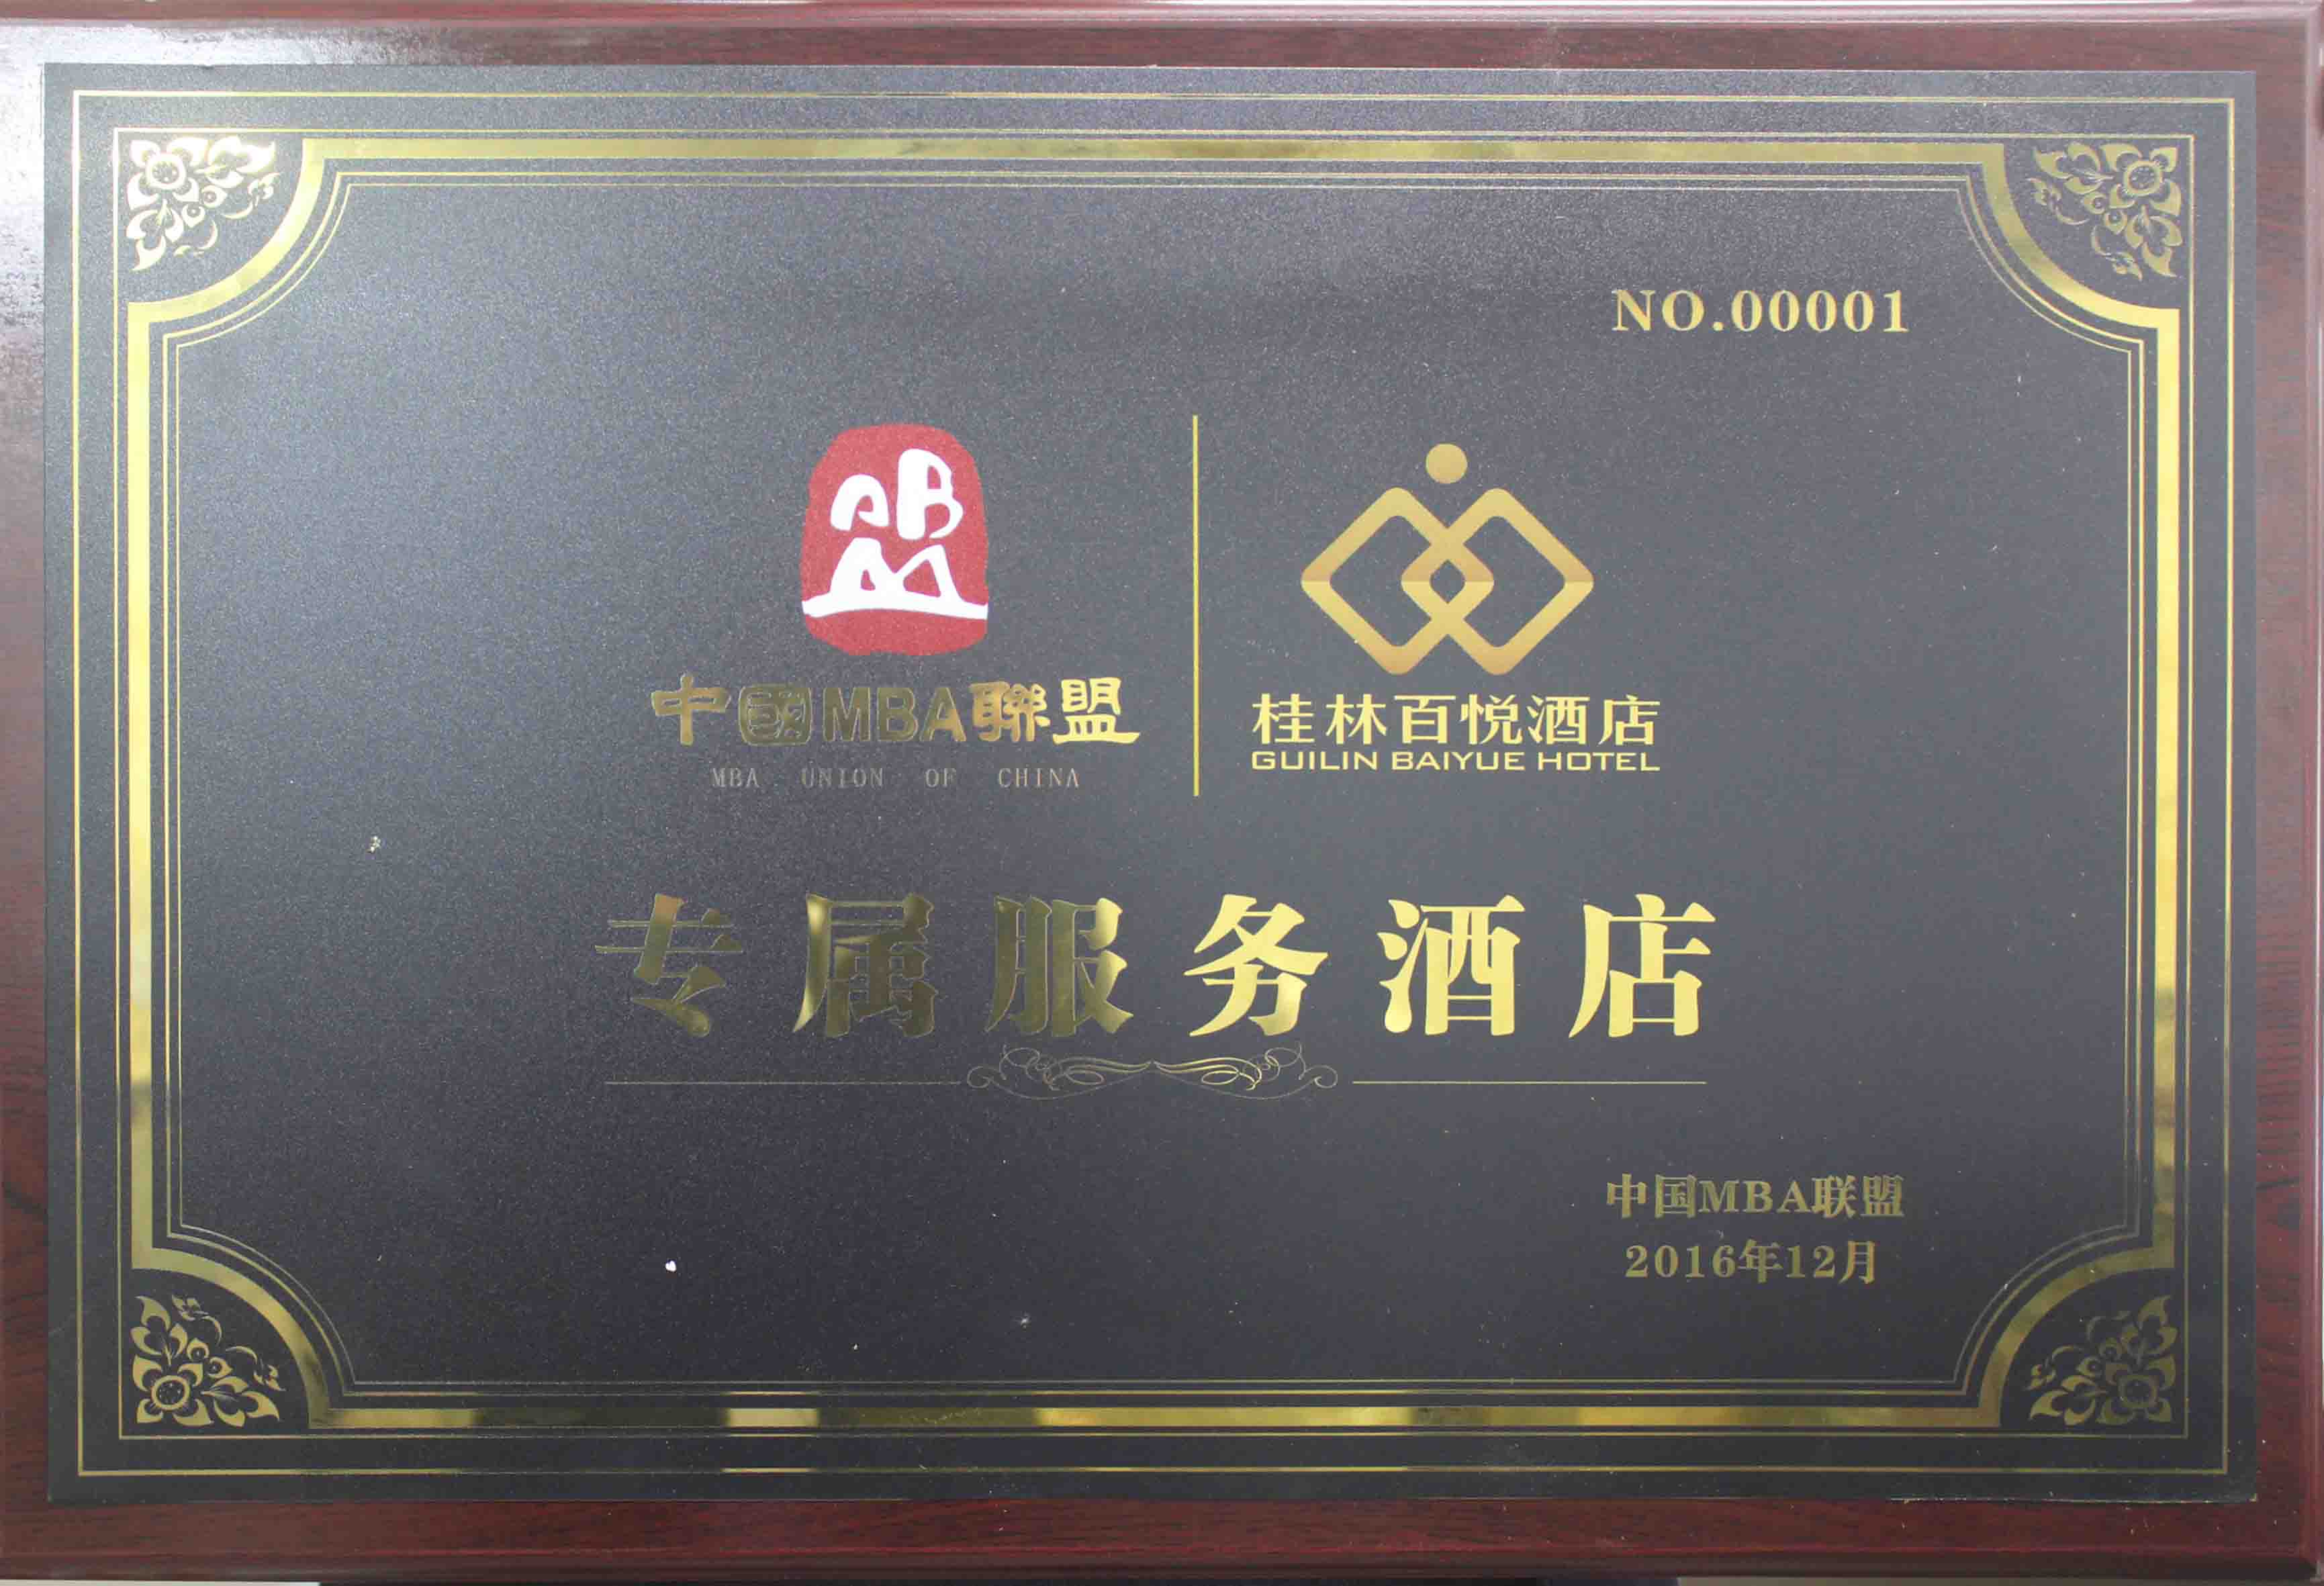 NO.00001
ABM
中國MBA聯盟
MBA UNION OF CHINA
桂林百悦酒店
GUILIN BAIYUE HOTEL
专属服务酒店
中国MBA联盟
2016年12月